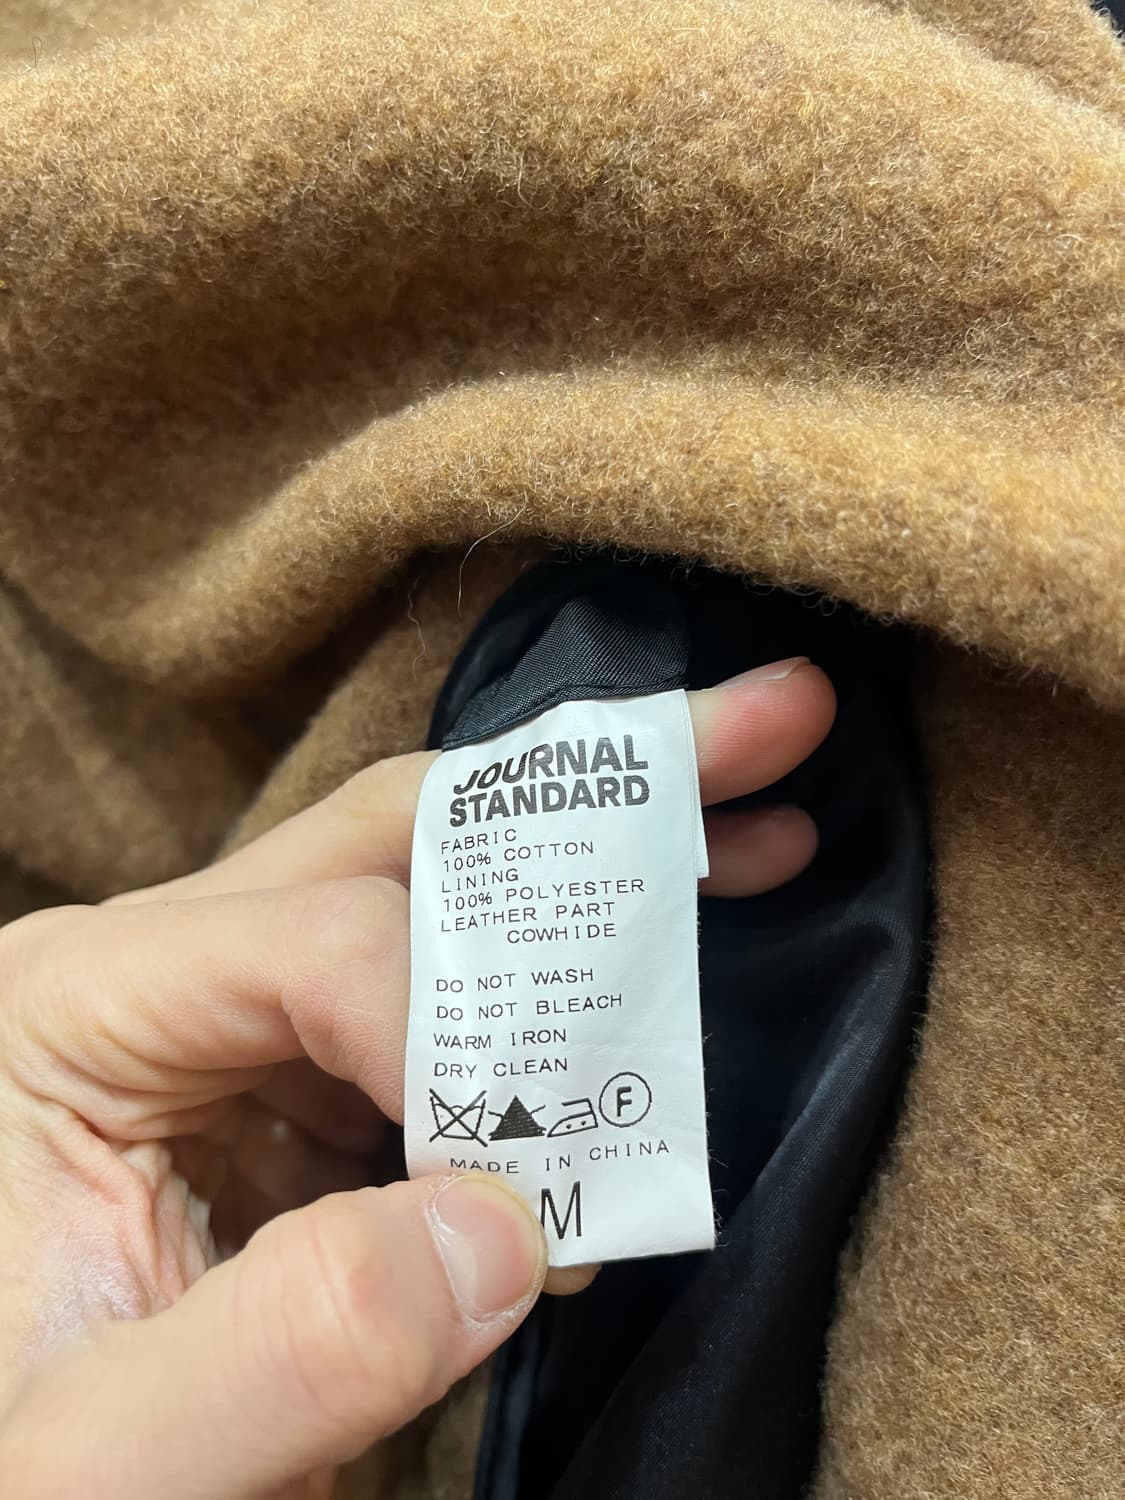 JOURNAL
STANDARD
FABRIC
100% COTTON
LINING
100% POLYESTER
LEATHER PART
COWHIDE
DO NOT WASH
DO NOT BLEACH
WARM IRON
DRY CLEAN
F
MADE IN CHINA
M